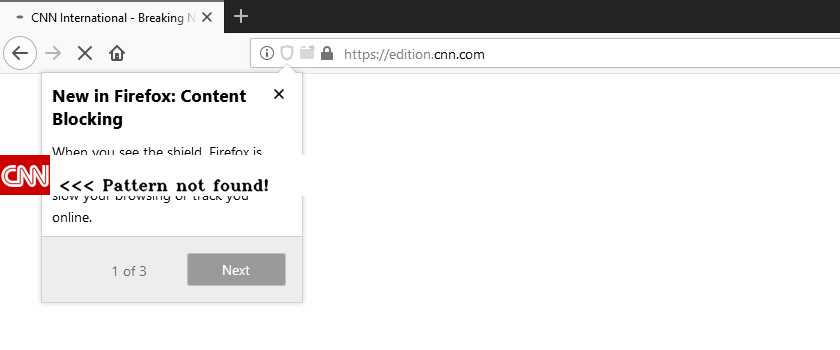 CNN International - Breaking N
https://edition.cnn.com
New in Firefox: Content
Blocking
When you see the shield, Firefox is
CNN
<<< Pattern not found!
slow your browsing or track you
online.
1 of 3
Next